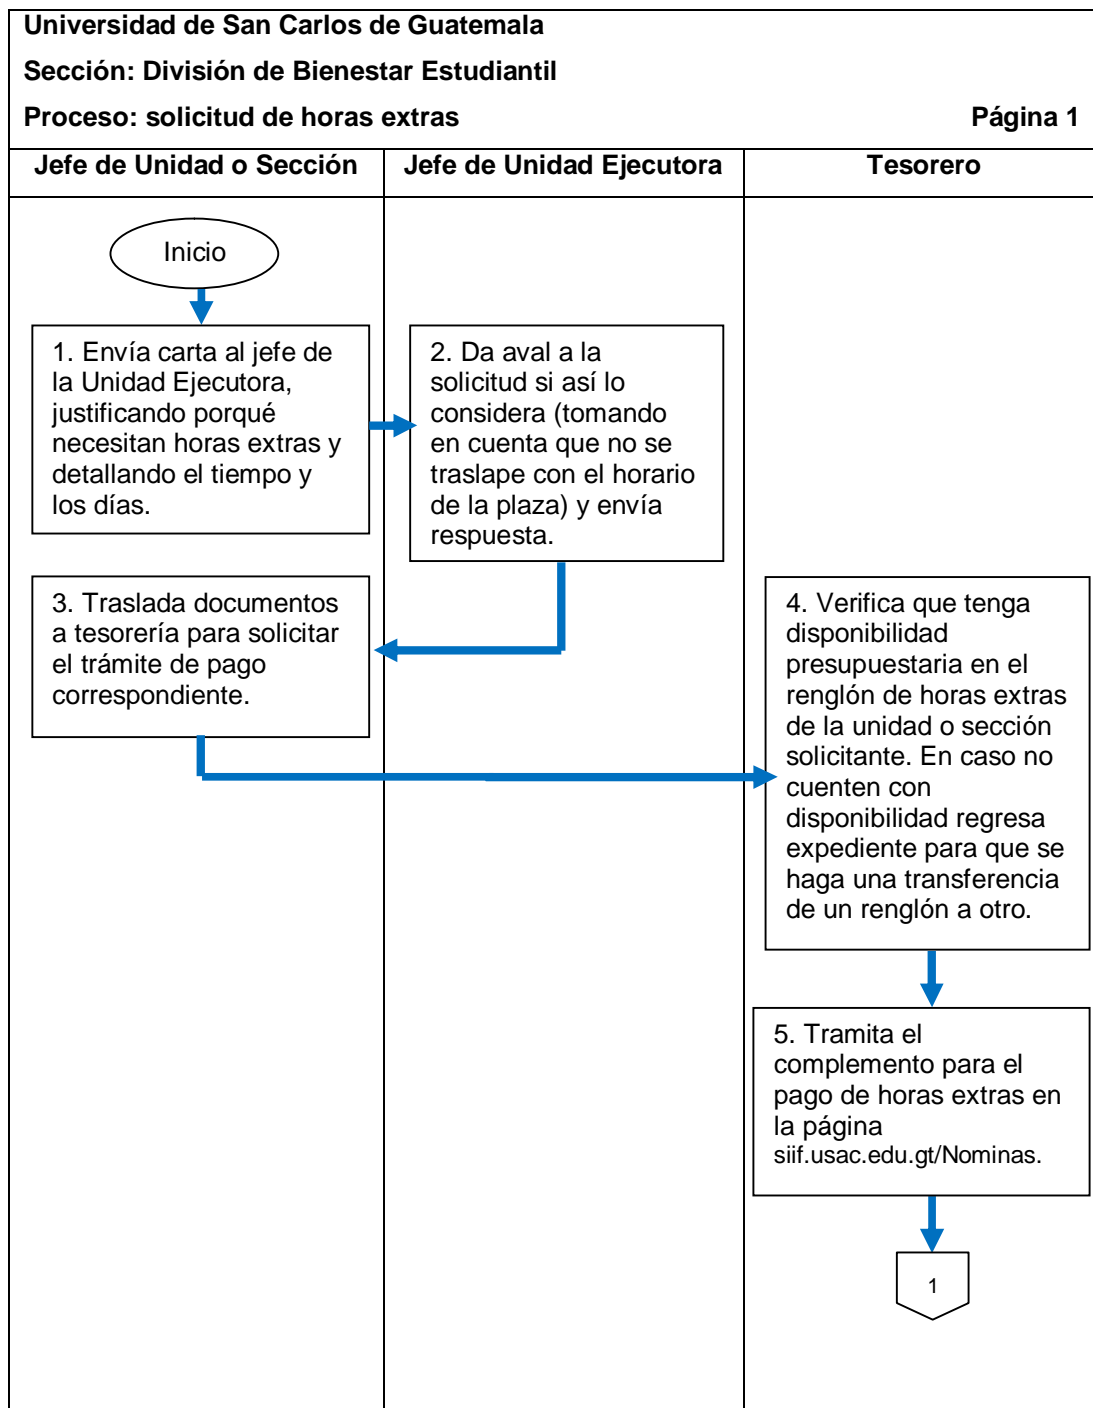 Universidad de San Carlos de Guatemala
Sección: División de Bienestar Estudiantil
Proceso: solicitud de horas extras Página 1
Jefe de Unidad o Sección Jefe de Unidad Ejecutora Tesorero
Inicio
1. Envía carta al jefe de
la Unidad Ejecutora,
justificando porqué
necesitan horas extras y
detallando el tiempo y
los días.
2. Da aval a la
solicitud si así lo
considera (tomando
en cuenta que no se
traslape con el horario
de la plaza) y envía
respuesta.
3. Traslada documentos
a tesorería para solicitar
el trámite de pago
correspondiente.
4. Verifica que tenga
disponibilidad
presupuestaria en el
renglón de horas extras
de la unidad o sección
solicitante. En caso no
cuenten con
disponibilidad regresa
expediente para que se
haga una transferencia
de un renglón a otro.
5. Tramita el
complemento para el
pago de horas extras en
la página
siif.usac.edu.gt/Nominas.
1